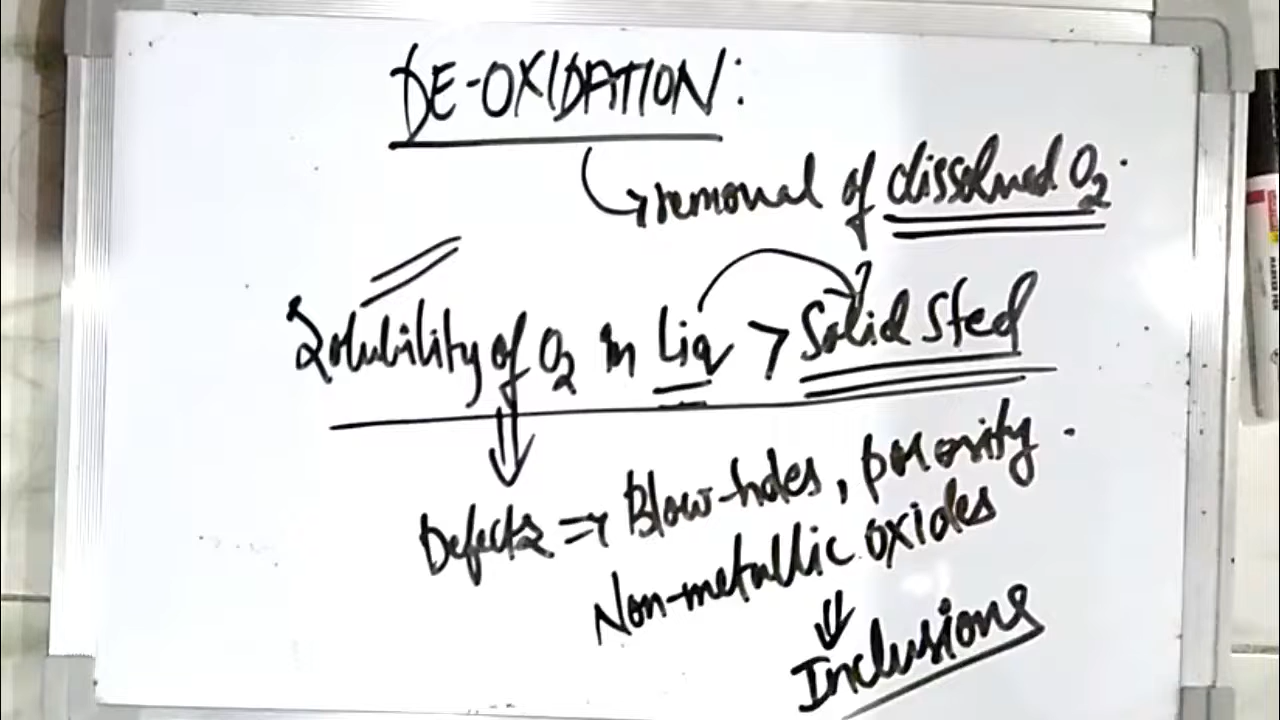 DE-OXIDATION:
removal of dissolved O2.
Solubility of O2 in Liq > Solid Steel
Defects => Blow-holes, porosity.
Non-metallic oxides
Inclusions